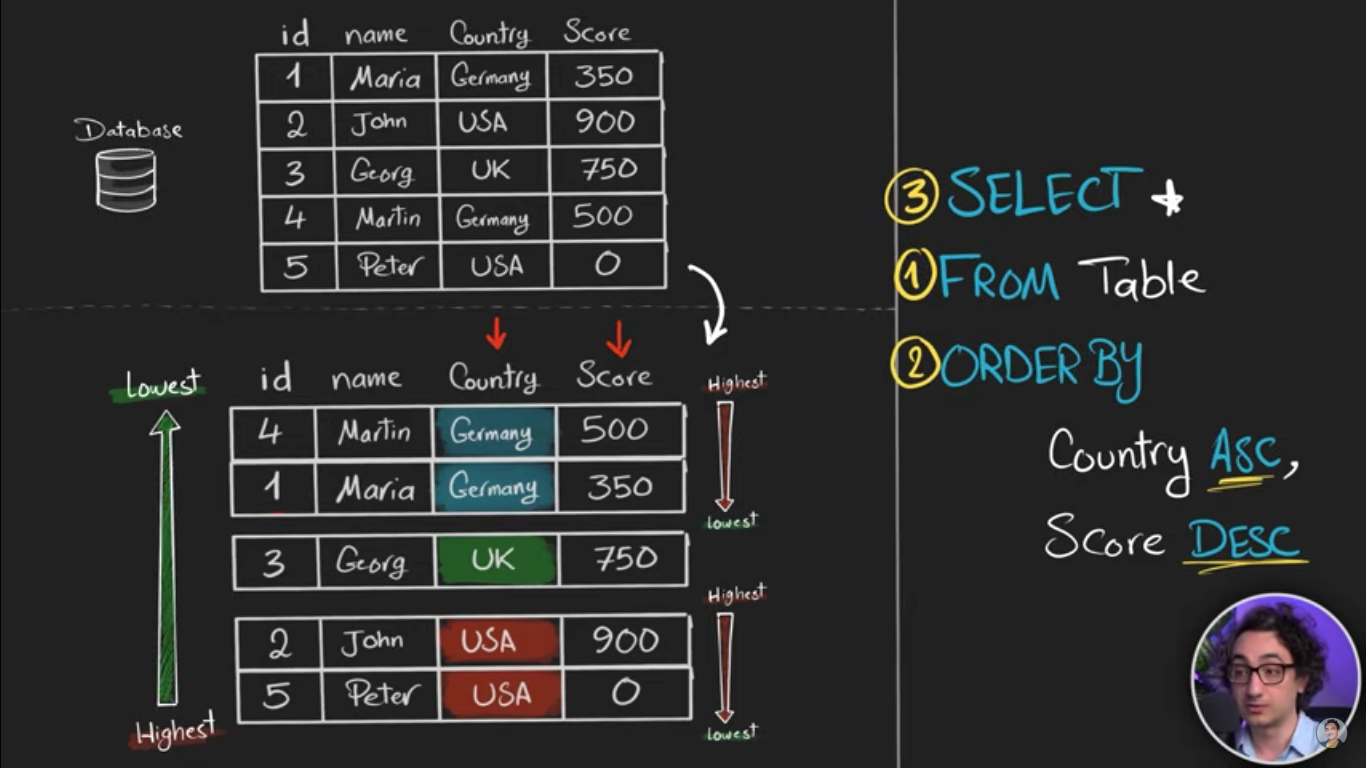 id name Country Score
1 Maria Germany 350
2 John USA 900
Database
3 Georg UK 750
4 Martin Germany 500
5 Peter USA 0
Lowest
id name Country Score
Highest
4 Martin Germany 500
1 Maria Germany 350
Lowest
3 Georg UK 750
Highest
2 John USA 900
5 Peter USA 0
Highest
Lowest
3 SELECT *
1 FROM Table
2 ORDER BY
Country ASC,
Score DESC